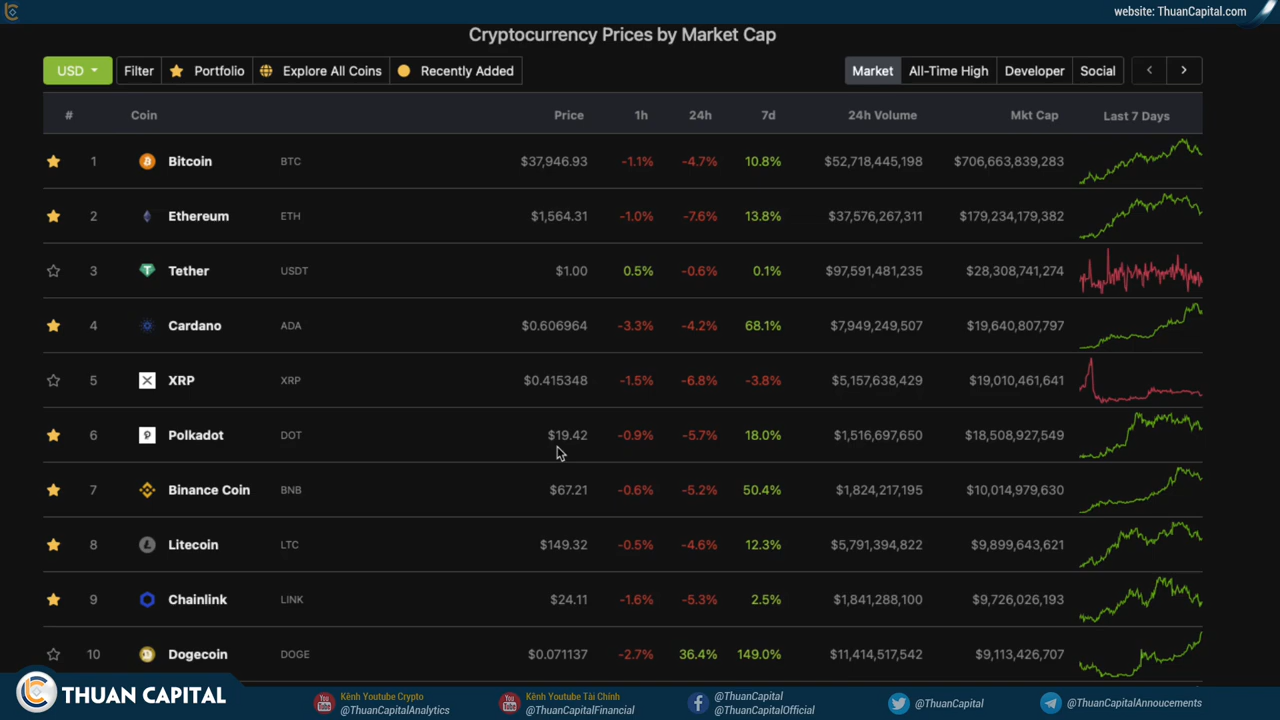 website: ThuanCapital.com
Cryptocurrency Prices by Market Cap
USD Filter Portfolio Explore All Coins Recently Added Market All-Time High Developer Social
# Coin Price 1h 24h 7d 24h Volume Mkt Cap Last 7 Days
1 Bitcoin BTC $37,946.93 -1.1% -4.7% 10.8% $52,718,445,198 $706,663,839,283
2 Ethereum ETH $1,564.31 -1.0% -7.6% 13.8% $37,576,267,311 $179,234,179,382
3 Tether USDT $1.00 0.5% -0.6% 0.1% $97,591,481,235 $28,308,741,274
4 Cardano ADA $0.606964 -3.3% -4.2% 68.1% $7,949,249,507 $19,640,807,797
5 XRP XRP $0.415348 -1.5% -6.8% -3.8% $5,157,638,429 $19,010,461,641
6 Polkadot DOT $19.42 -0.9% -5.7% 18.0% $1,516,697,650 $18,508,927,549
7 Binance Coin BNB $67.21 -0.6% -5.2% 50.4% $1,824,217,195 $10,014,979,630
8 Litecoin LTC $149.32 -0.5% -4.6% 12.3% $5,791,394,822 $9,899,643,621
9 Chainlink LINK $24.11 -1.6% -5.3% 2.5% $1,841,288,100 $9,726,026,193
10 Dogecoin DOGE $0.071137 -2.7% 36.4% 149.0% $11,414,517,542 $9,113,426,707
THUAN CAPITAL
Kênh Youtube Crypto
@ThuanCapitalAnalytics
Kênh Youtube Tài Chính
@ThuanCapitalFinancial
@ThuanCapital
@ThuanCapitalOfficial
@ThuanCapital
@ThuanCapitalAnnoucements